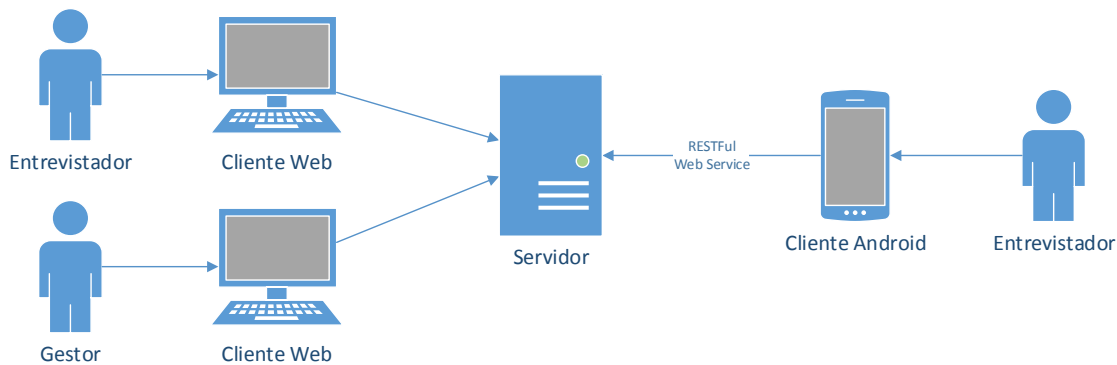 Entrevistador
Cliente Web
Gestor
Cliente Web
Servidor
RESTFul
Web Service
Cliente Android
Entrevistador